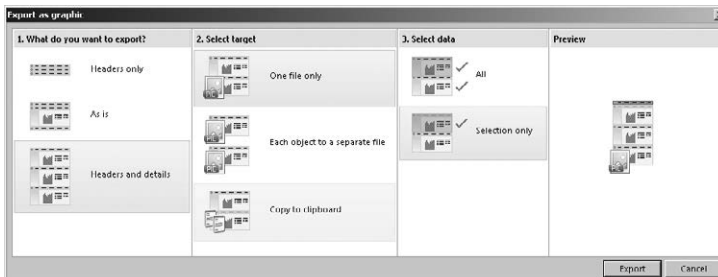 Export as graphic
1. What do you want to export?
Headers only
As is
Headers and details
2. Select target
One file only
Each object to a separate file
Copy to clipboard
3. Select data
All
Selection only
Preview
Export
Cancel